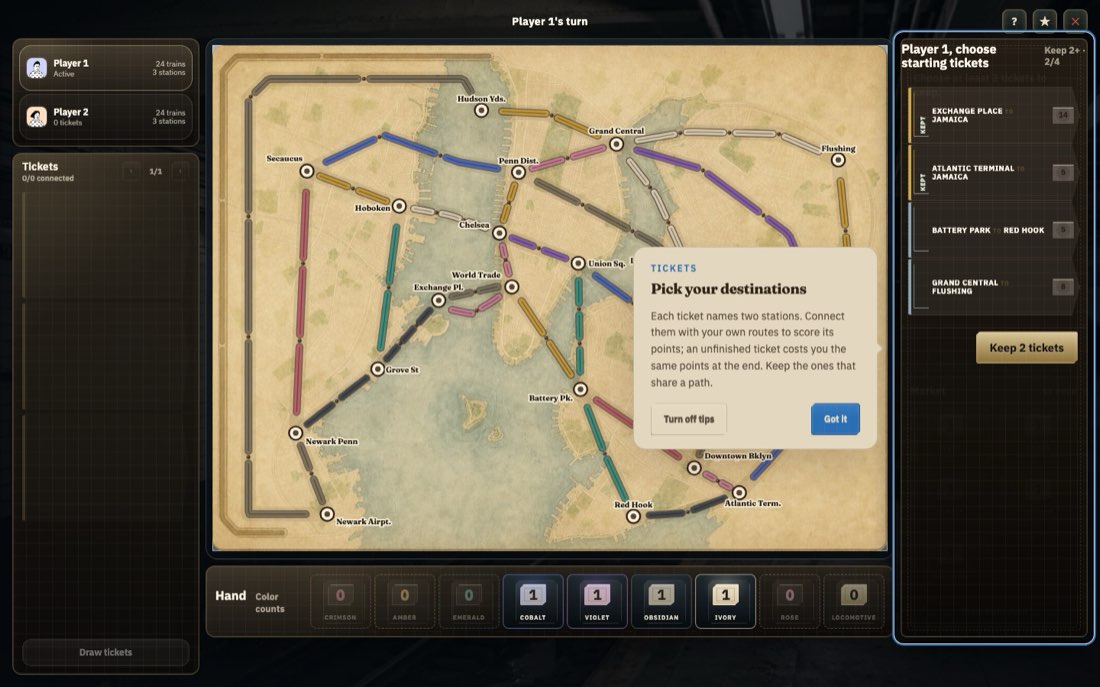 Player 1's turn
?
★
✕
Player 1
Active
24 trains
3 stations
Player 2
0 tickets
24 trains
3 stations
Tickets
0/0 connected
1/1
Draw tickets
Hudson Yds.
Grand Central
Flushing
Secaucus
Penn Dist.
Hoboken
Chelsea
Union Sq.
World Trade
Exchange Pl.
Grove St
Battery Pk.
Newark Penn
Downtown Bklyn
Atlantic Term.
Red Hook
Newark Airpt.
TICKETS
Pick your destinations
Each ticket names two stations. Connect
them with your own routes to score its
points; an unfinished ticket costs you the
same points at the end. Keep the ones that
share a path.
Turn off tips
Got it
Hand
Color
counts
0
CRIMSON
0
AMBER
0
EMERALD
1
COBALT
1
VIOLET
1
OBSIDIAN
1
IVORY
0
ROSE
0
LOCOMOTIVE
Player 1, choose
starting tickets
Keep 2+ ·
2/4
KEPT
EXCHANGE PLACE to
JAMAICA
14
KEPT
ATLANTIC TERMINAL to
JAMAICA
BATTERY PARK to RED HOOK
5
GRAND CENTRAL to
FLUSHING
8
Keep 2 tickets